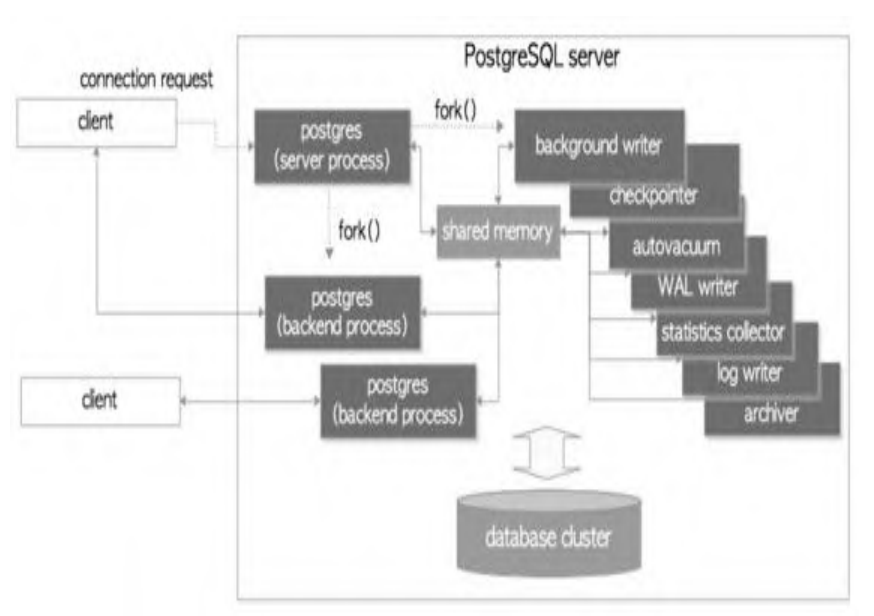 PostgreSQL server
connection request
client
postgres
(server process)
fork()
background writer
checkpointer
fork()
shared memory
autovacuum
WAL writer
postgres
(backend process)
statistics collector
log writer
archiver
client
postgres
(backend process)
database cluster